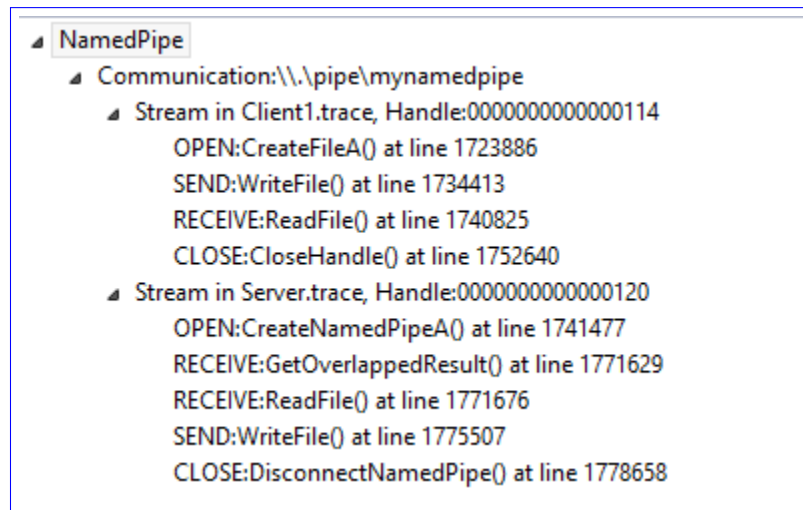 NamedPipe
Communication:\\.\pipe\mynamedpipe
Stream in Client1.trace, Handle:0000000000000114
OPEN:CreateFileA() at line 1723886
SEND:WriteFile() at line 1734413
RECEIVE:ReadFile() at line 1740825
CLOSE:CloseHandle() at line 1752640
Stream in Server.trace, Handle:0000000000000120
OPEN:CreateNamedPipeA() at line 1741477
RECEIVE:GetOverlappedResult() at line 1771629
RECEIVE:ReadFile() at line 1771676
SEND:WriteFile() at line 1775507
CLOSE:DisconnectNamedPipe() at line 1778658